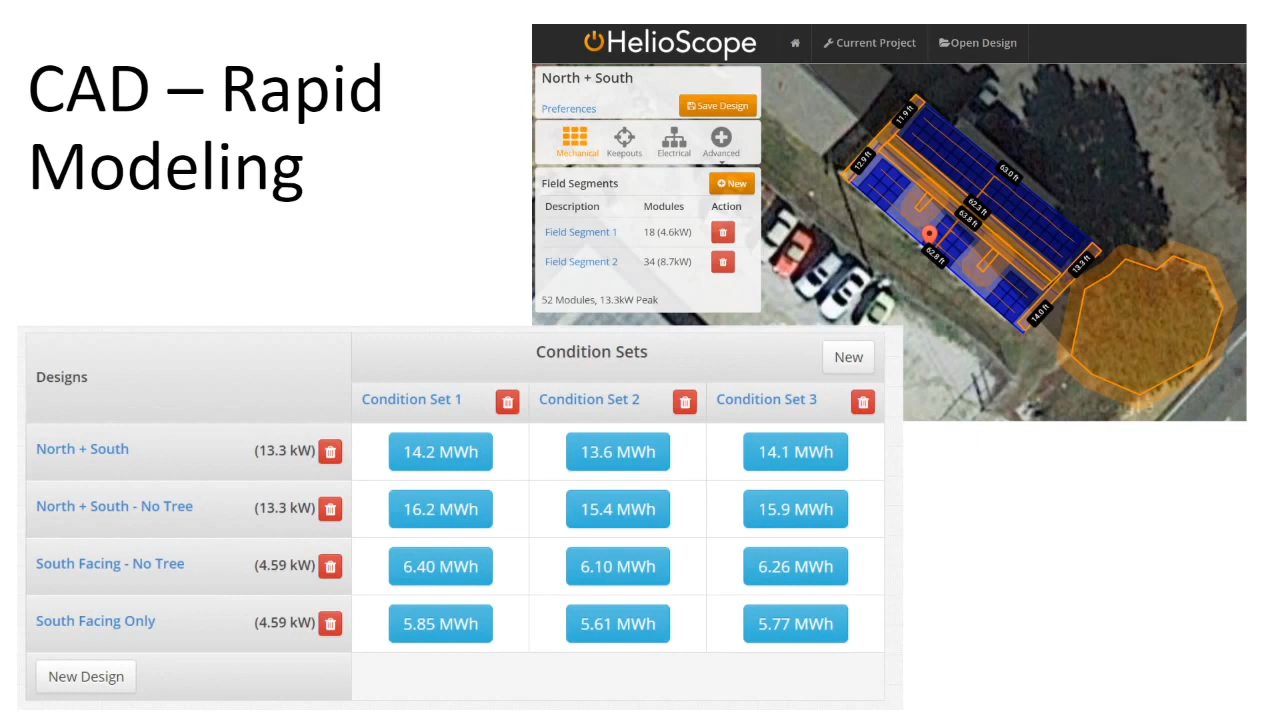 CAD – Rapid
Modeling
HelioScope
Current Project
Open Design
North + South
Preferences
Save Design
Mechanical
Keepouts
Electrical
Advanced
Field Segments
New
Description Modules Action
Field Segment 1 18 (4.6kW)
Field Segment 2 34 (8.7kW)
52 Modules, 13.3kW Peak
11.9 ft
12.9 ft
63.0 ft
62.3 ft
63.8 ft
62.8 ft
13.3 ft
14.0 ft
Google
Designs
Condition Sets
New
Condition Set 1
Condition Set 2
Condition Set 3
North + South (13.3 kW) 14.2 MWh 13.6 MWh 14.1 MWh
North + South - No Tree (13.3 kW) 16.2 MWh 15.4 MWh 15.9 MWh
South Facing - No Tree (4.59 kW) 6.40 MWh 6.10 MWh 6.26 MWh
South Facing Only (4.59 kW) 5.85 MWh 5.61 MWh 5.77 MWh
New Design